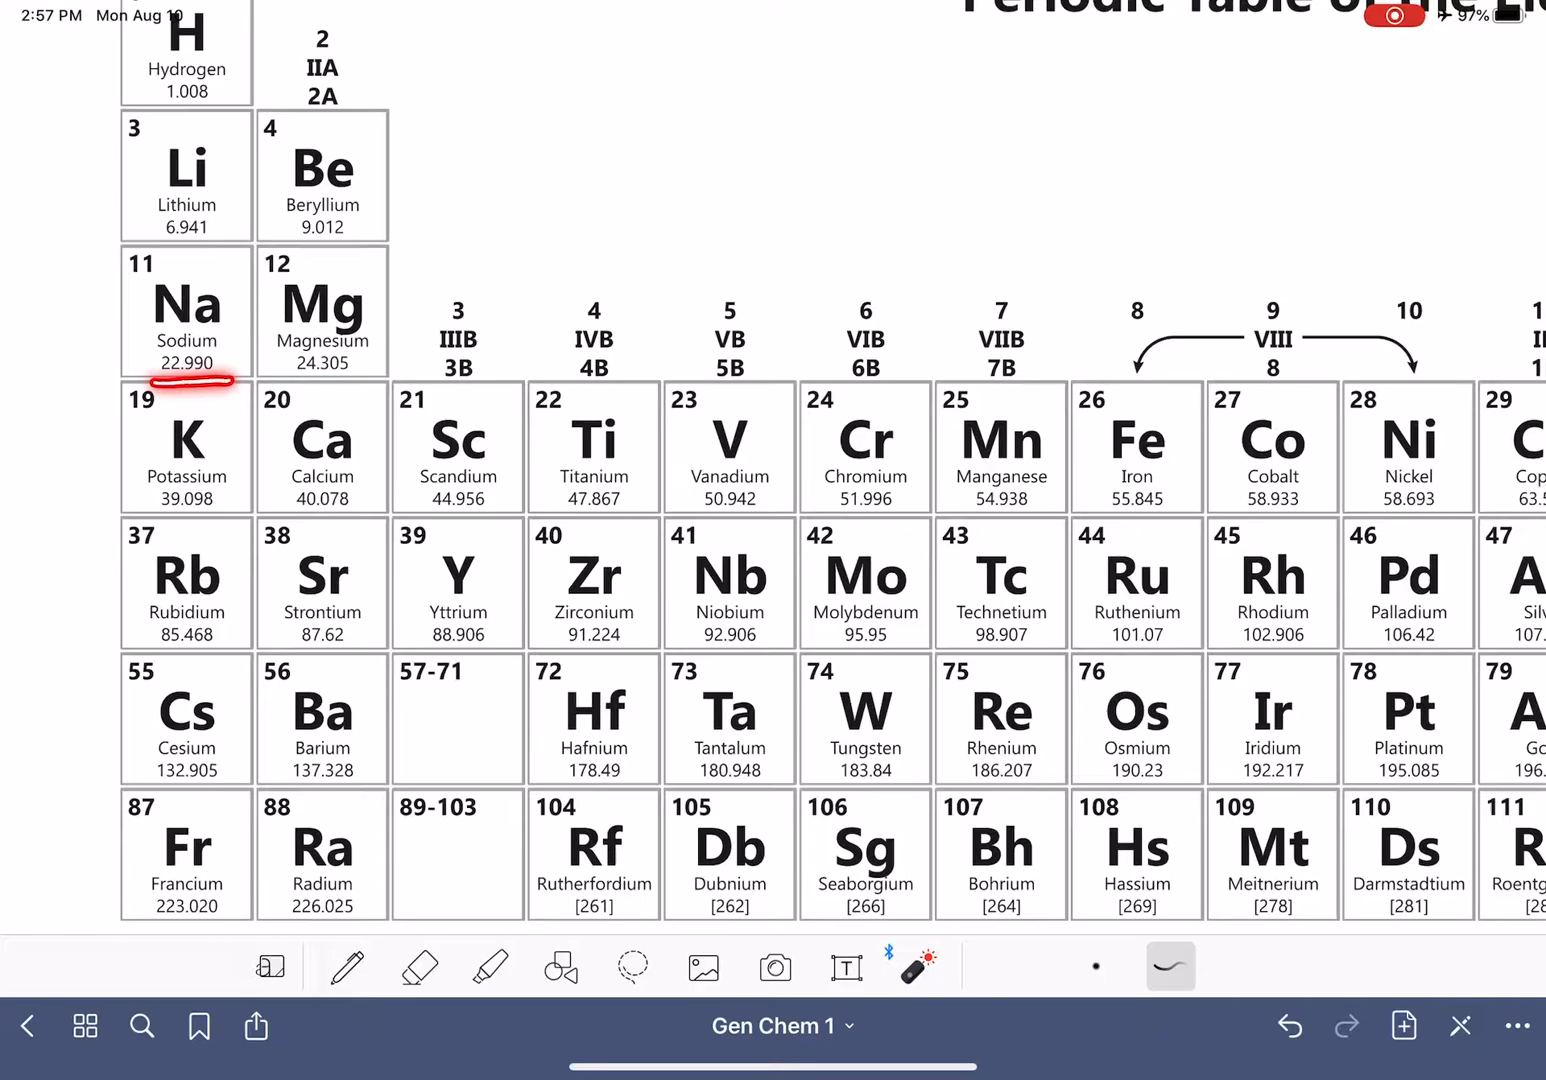 2:57 PM Mon Aug 10
97%
H
Hydrogen
1.008
2
IIA
2A
3
Li
Lithium
6.941
4
Be
Beryllium
9.012
11
Na
Sodium
22.990
12
Mg
Magnesium
24.305
3
IIIB
3B
4
IVB
4B
5
VB
5B
6
VIB
6B
7
VIIB
7B
8
9
VIII
8
10
19
K
Potassium
39.098
20
Ca
Calcium
40.078
21
Sc
Scandium
44.956
22
Ti
Titanium
47.867
23
V
Vanadium
50.942
24
Cr
Chromium
51.996
25
Mn
Manganese
54.938
26
Fe
Iron
55.845
27
Co
Cobalt
58.933
28
Ni
Nickel
58.693
29
C
Cop
63.5
37
Rb
Rubidium
85.468
38
Sr
Strontium
87.62
39
Y
Yttrium
88.906
40
Zr
Zirconium
91.224
41
Nb
Niobium
92.906
42
Mo
Molybdenum
95.95
43
Tc
Technetium
98.907
44
Ru
Ruthenium
101.07
45
Rh
Rhodium
102.906
46
Pd
Palladium
106.42
47
A
Silv
107.
55
Cs
Cesium
132.905
56
Ba
Barium
137.328
57-71
72
Hf
Hafnium
178.49
73
Ta
Tantalum
180.948
74
W
Tungsten
183.84
75
Re
Rhenium
186.207
76
Os
Osmium
190.23
77
Ir
Iridium
192.217
78
Pt
Platinum
195.085
79
A
Go
196.
87
Fr
Francium
223.020
88
Ra
Radium
226.025
89-103
104
Rf
Rutherfordium
[261]
105
Db
Dubnium
[262]
106
Sg
Seaborgium
[266]
107
Bh
Bohrium
[264]
108
Hs
Hassium
[269]
109
Mt
Meitnerium
[278]
110
Ds
Darmstadtium
[281]
111
R
Roentg
[28
T
Gen Chem 1